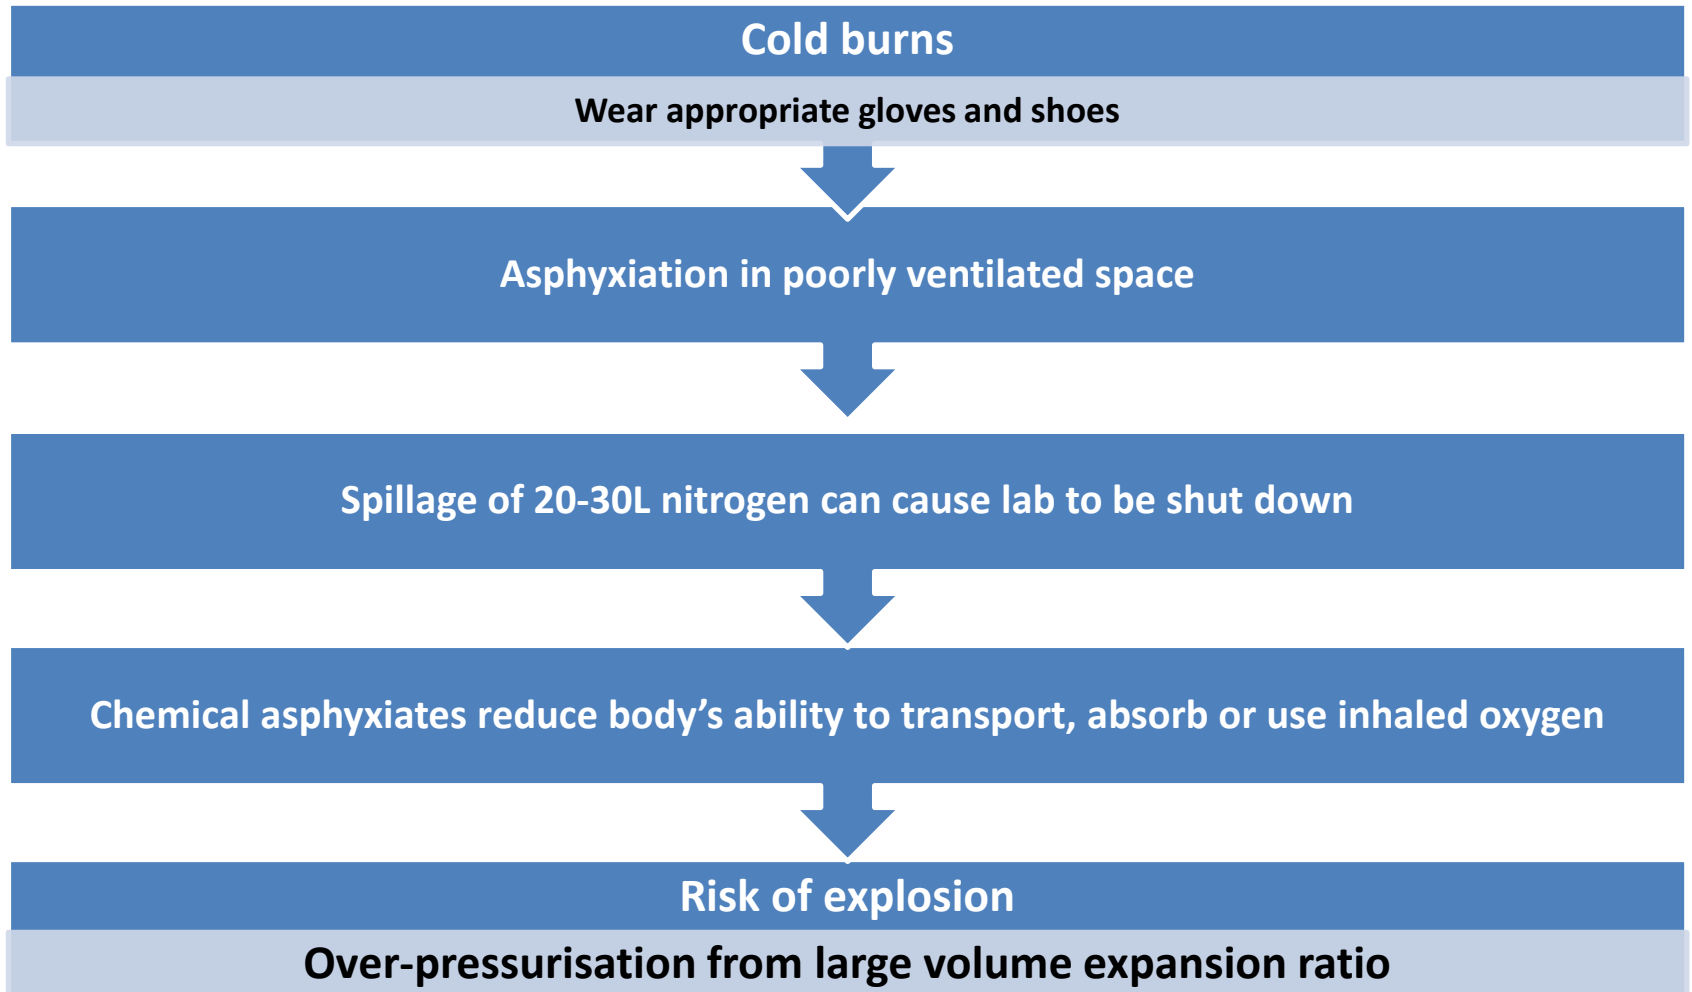 Cold burns
Wear appropriate gloves and shoes
Asphyxiation in poorly ventilated space
Spillage of 20-30L nitrogen can cause lab to be shut down
Chemical asphyxiates reduce body’s ability to transport, absorb or use inhaled oxygen
Risk of explosion
Over-pressurisation from large volume expansion ratio